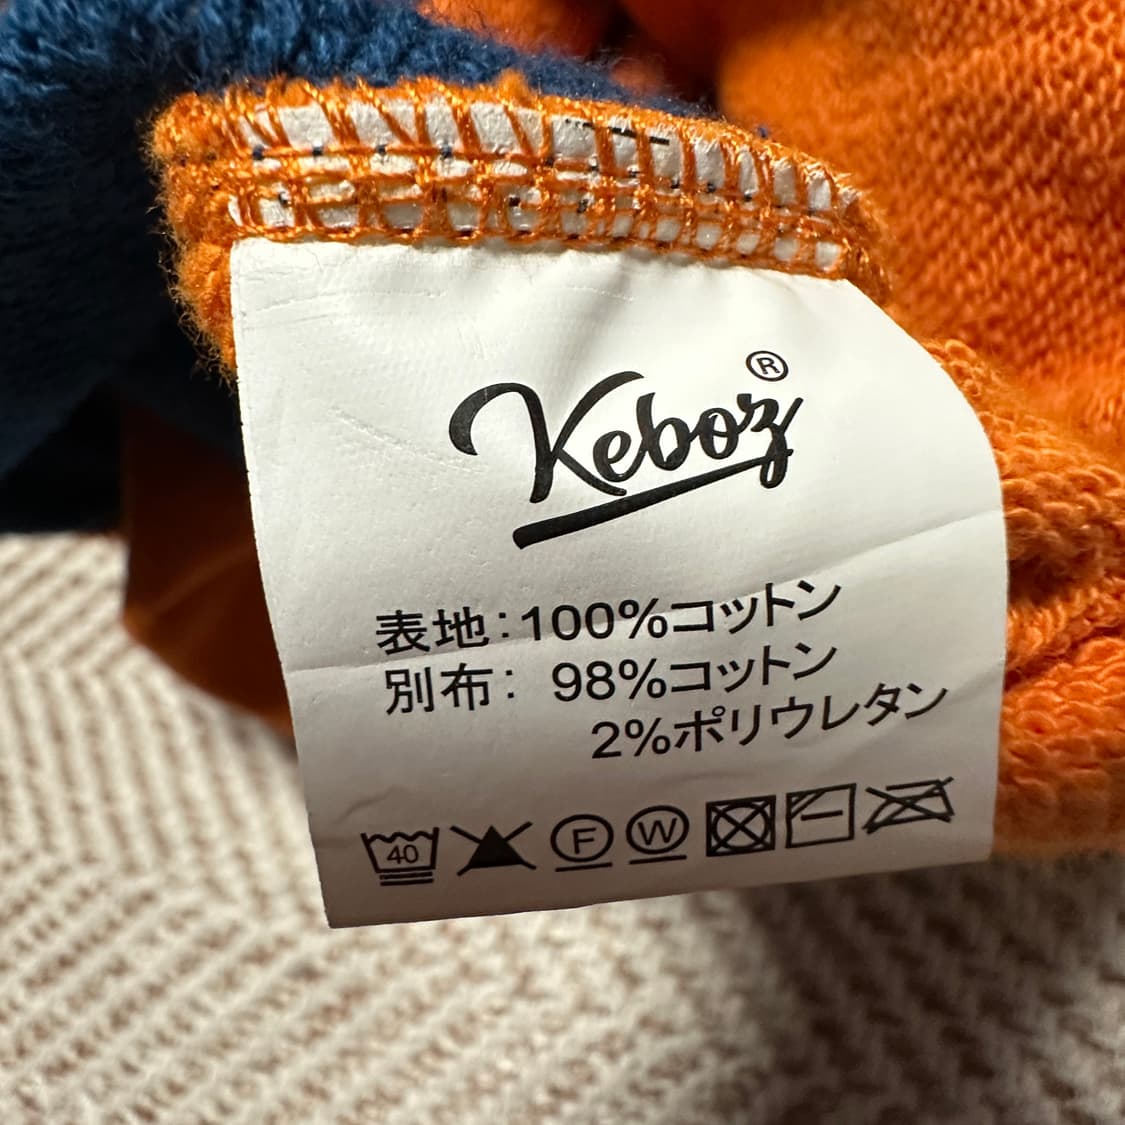 Keboz®
表地:100%コットン
別布: 98%コットン
2%ポリウレタン
40 F W